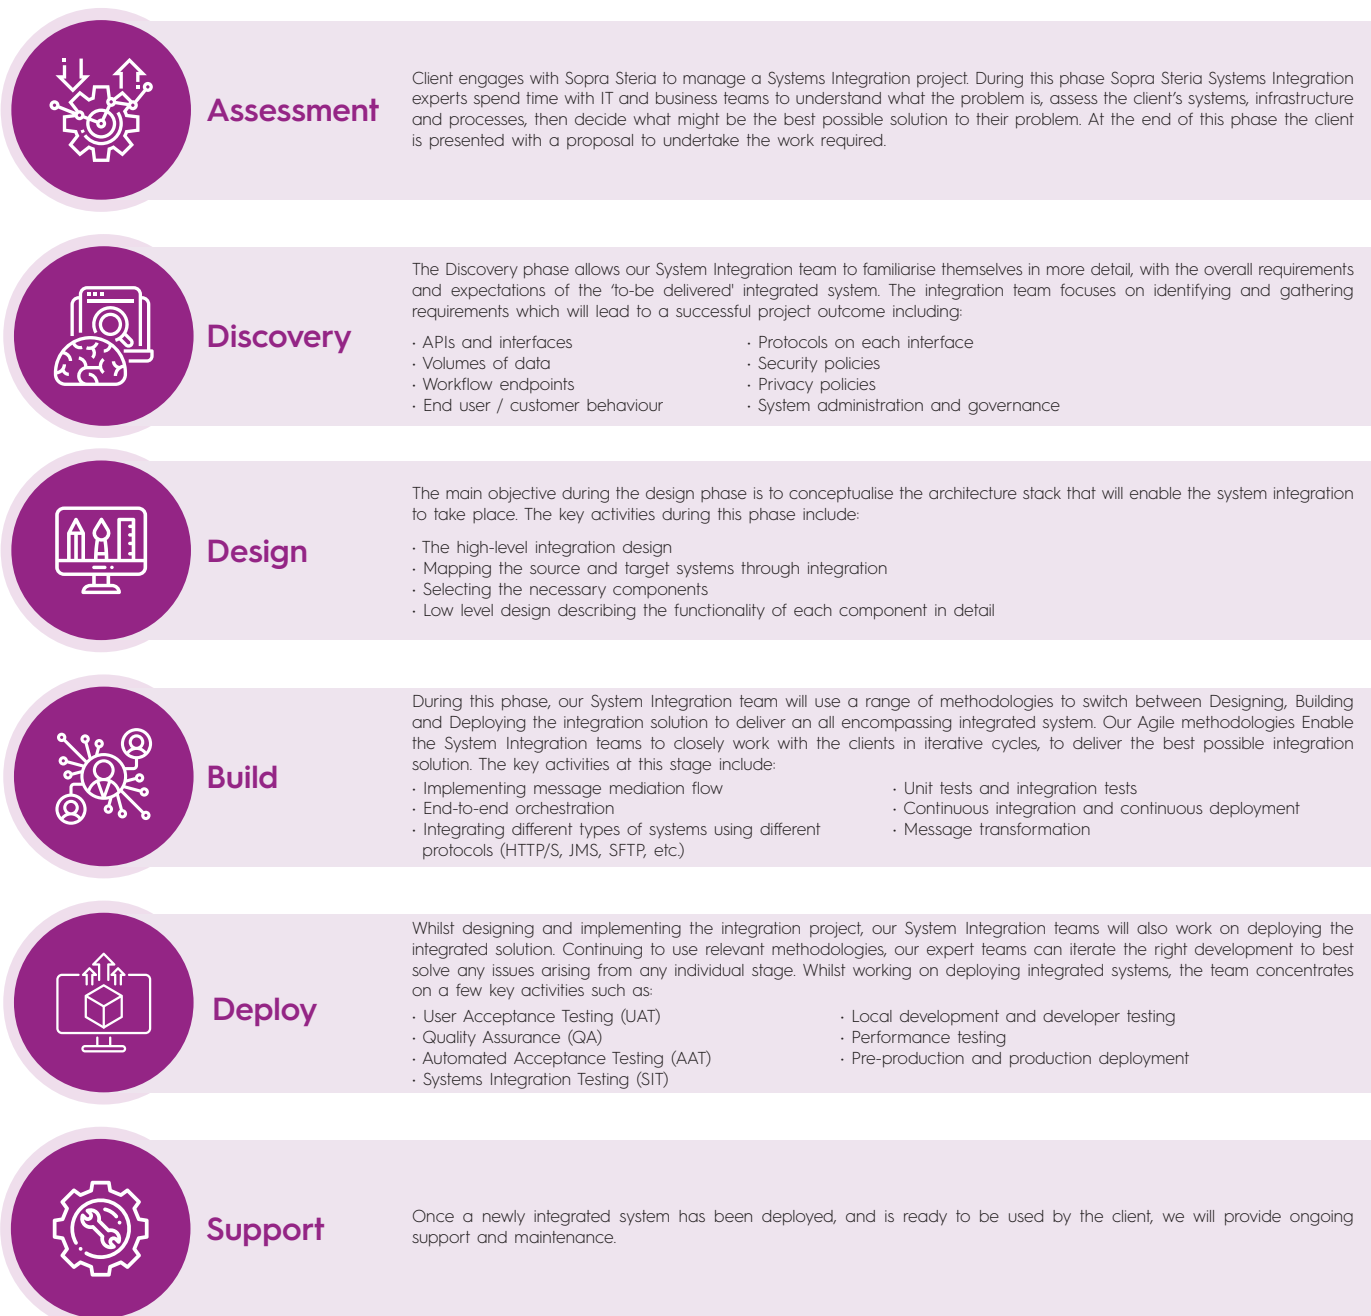 Assessment
Client engages with Sopra Steria to manage a Systems Integration project. During this phase Sopra Steria Systems Integration
experts spend time with IT and business teams to understand what the problem is, assess the client's systems, infrastructure
and processes, then decide what might be the best possible solution to their problem. At the end of this phase the client
is presented with a proposal to undertake the work required.
Discovery
The Discovery phase allows our System Integration team to familiarise themselves in more detail, with the overall requirements
and expectations of the 'to-be delivered' integrated system. The integration team focuses on identifying and gathering
requirements which will lead to a successful project outcome including:
· APIs and interfaces
· Volumes of data
· Workflow endpoints
· End user / customer behaviour
· Protocols on each interface
· Security policies
· Privacy policies
· System administration and governance
Design
The main objective during the design phase is to conceptualise the architecture stack that will enable the system integration
to take place. The key activities during this phase include:
· The high-level integration design
· Mapping the source and target systems through integration
· Selecting the necessary components
· Low level design describing the functionality of each component in detail
Build
During this phase, our System Integration team will use a range of methodologies to switch between Designing, Building
and Deploying the integration solution to deliver an all encompassing integrated system. Our Agile methodologies Enable
the System Integration teams to closely work with the clients in iterative cycles, to deliver the best possible integration
solution. The key activities at this stage include:
· Implementing message mediation flow
· End-to-end orchestration
· Integrating different types of systems using different
protocols (HTTP/S, JMS, SFTP, etc.)
· Unit tests and integration tests
· Continuous integration and continuous deployment
· Message transformation
Deploy
Whilst designing and implementing the integration project, our System Integration teams will also work on deploying the
integrated solution. Continuing to use relevant methodologies, our expert teams can iterate the right development to best
solve any issues arising from any individual stage. Whilst working on deploying integrated systems, the team concentrates
on a few key activities such as:
· User Acceptance Testing (UAT)
· Quality Assurance (QA)
· Automated Acceptance Testing (AAT)
· Systems Integration Testing (SIT)
· Local development and developer testing
· Performance testing
· Pre-production and production deployment
Support
Once a newly integrated system has been deployed, and is ready to be used by the client, we will provide ongoing
support and maintenance.